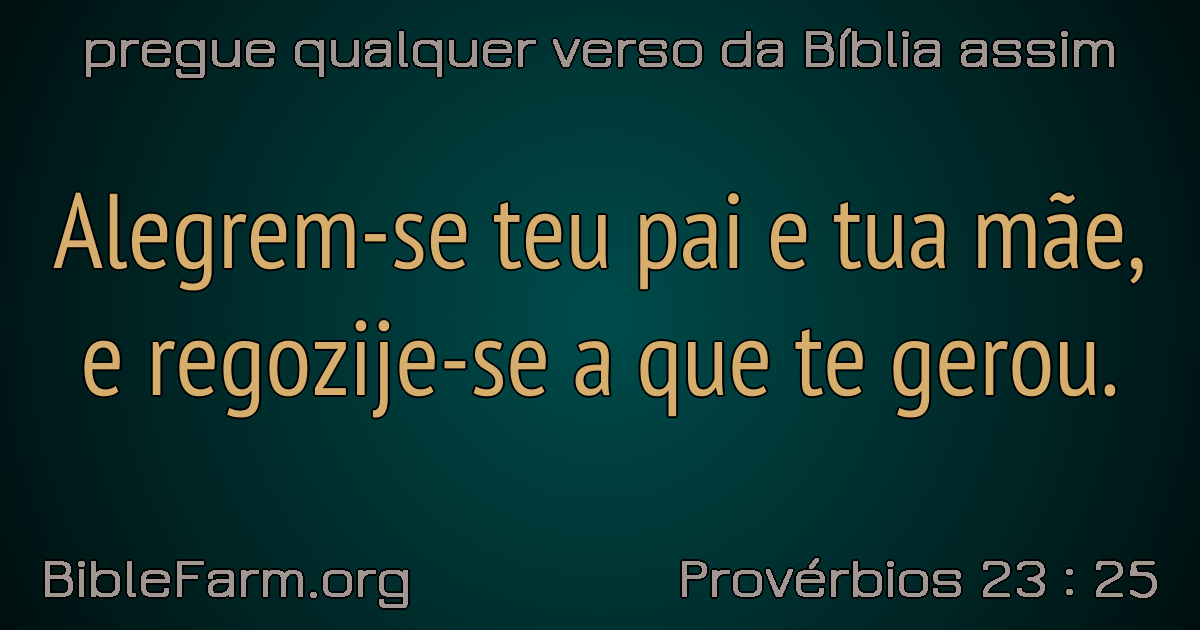 pregue qualquer verso da Bíblia assim
Alegrem-se teu pai e tua mãe,
e regozije-se a que te gerou.
BibleFarm.org
Provérbios 23 : 25